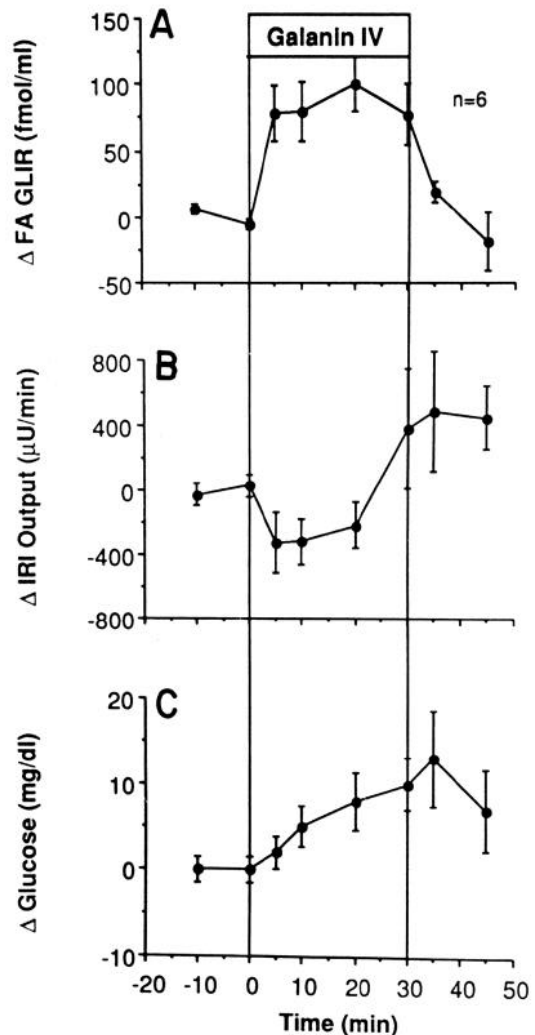 A
Galanin IV
n=6
Δ FA GLIR (fmol/ml)
150
100
50
0
-50
B
Δ IRI Output (µU/min)
800
400
0
-400
-800
C
Δ Glucose (mg/dl)
20
10
0
-10
-20 -10 0 10 20 30 40 50
Time (min)